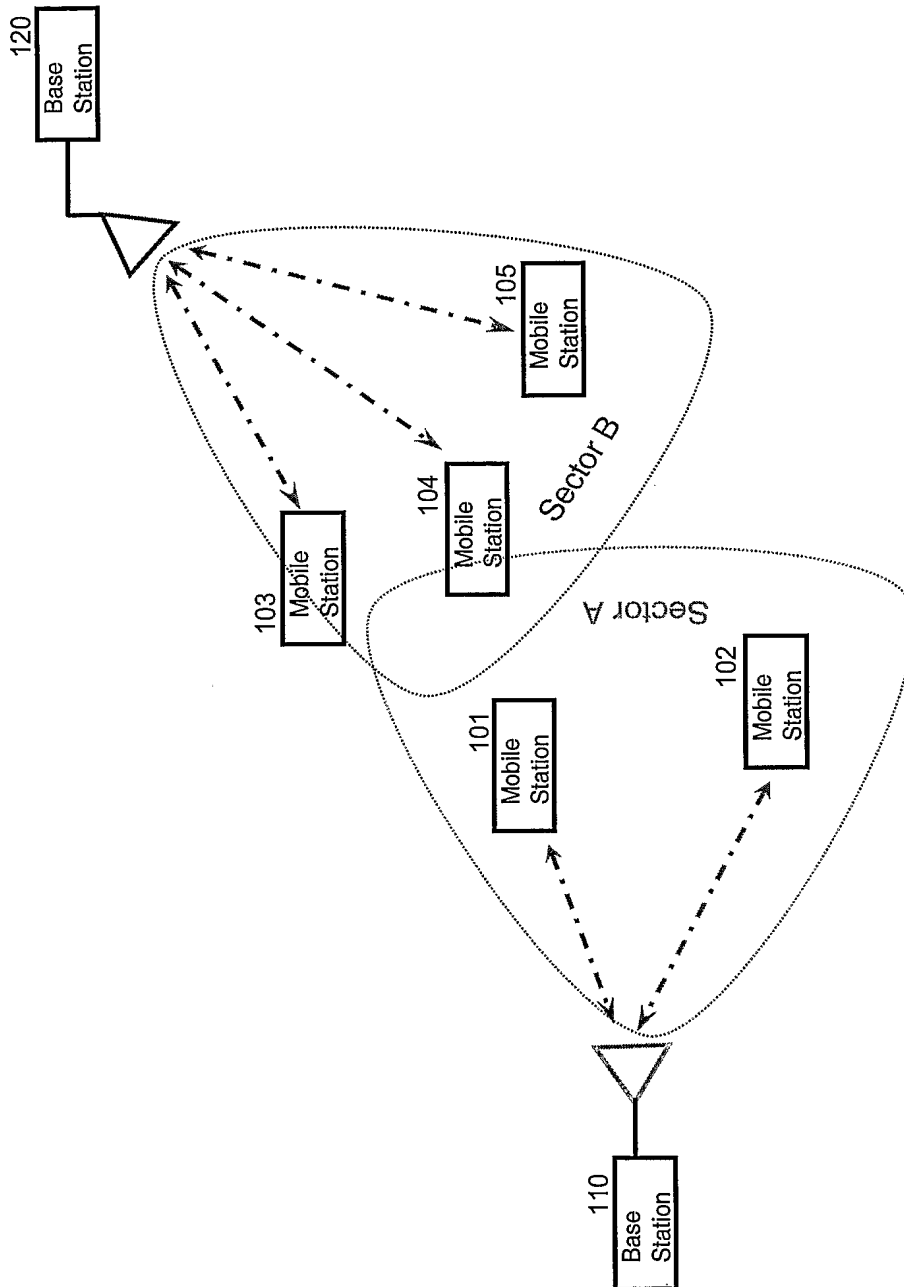 120
Base
Station
105
Mobile
Station
104
Mobile
Station
103
Mobile
Station
Sector B
Sector A
102
Mobile
Station
101
Mobile
Station
110
Base
Station